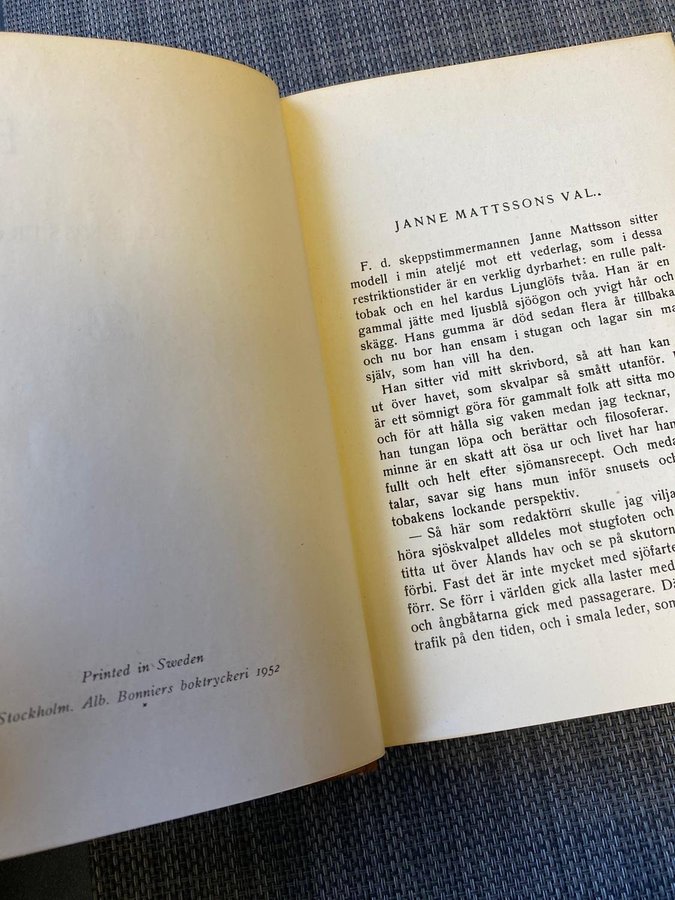 Printed in Sweden
Stockholm. Alb. Bonniers boktryckeri 1952
JANNE MATTSSONS VAL..
F. d. skeppstimmermannen Janne Mattsson sitter
modell i min ateljé mot ett vederlag, som i dessa
restriktionstider är en verklig dyrbarhet: en rulle palt-
tobak och en hel kardus Ljunglöfs tvåa. Han är en
gammal jätte med ljusblå sjöögon och yvigt hår och
skägg. Hans gumma är död sedan flera år tillbaka
och nu bor han ensam i stugan och lagar sin ma
själv, som han vill ha den.
Han sitter vid mitt skrivbord, så att han kan
ut över havet, som skvalpar så smått utanför.
är ett sömnigt göra för gammalt folk att sitta mo
och för att hålla sig vaken medan jag tecknar,
han tungan löpa och berättar och filosoferar.
minne är en skatt att ösa ur och livet har han
fullt och helt efter sjömansrecept. Och meda
talar, savar sig hans mun inför snusets och
tobakens lockande perspektiv.
— Så här som redaktörn skulle jag vilja
höra sjöskvalpet alldeles mot stugfoten och
titta ut över Ålands hav och se på skutorn
förbi. Fast det är inte mycket med sjöfarte
förr. Se förr i världen gick alla laster med
och ångbåtarna gick med passagerare. Dä
trafik på den tiden, och i smala leder, som